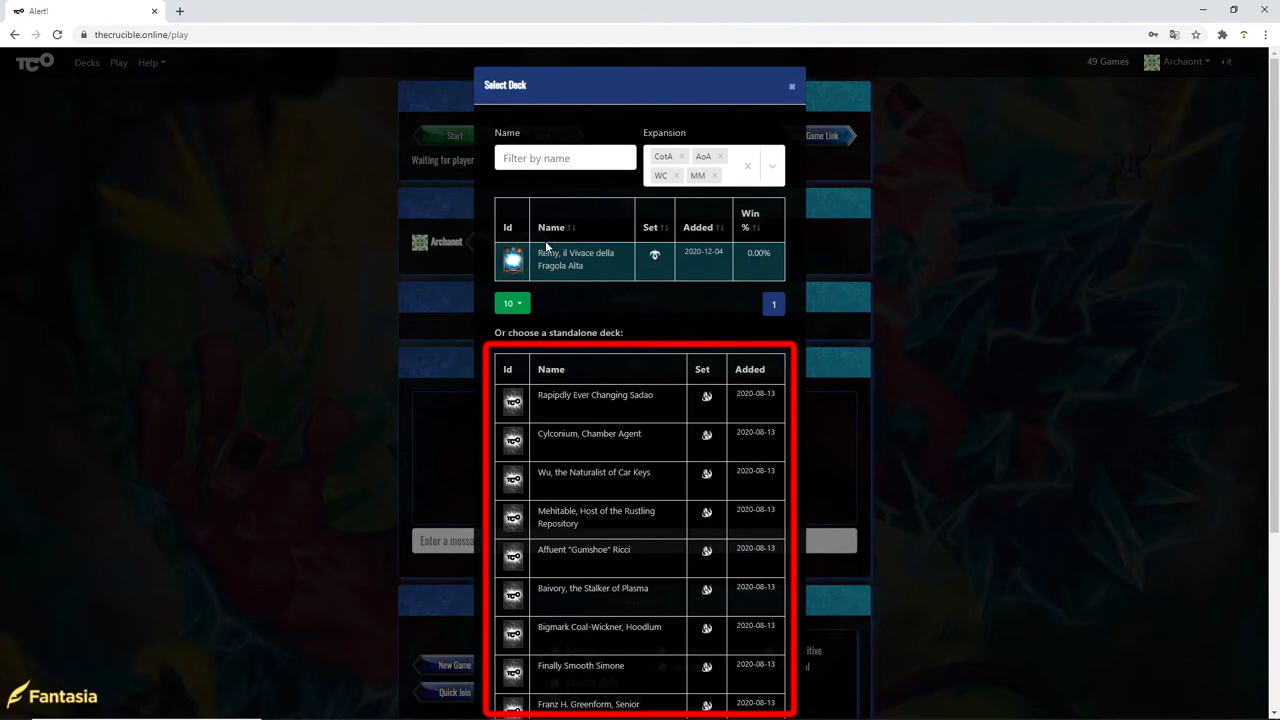 Alert!
thecrucible.online/play
TCO
Decks
Play
Help
49 Games
Archaont
it
Select Deck
Start
Game Link
Waiting for player
Name
Expansion
Filter by name
CotA
AoA
WC
MM
Id
Name
Set
Added
Win %
Archaont
Remy, il Vivace della
Fragola Alta
2020-12-04
0.00%
10
1
Or choose a standalone deck:
Id
Name
Set
Added
Rapipdly Ever Changing Sadao
2020-08-13
Cylconium, Chamber Agent
2020-08-13
Wu, the Naturalist of Car Keys
2020-08-13
Mehitable, Host of the Rustling
Repository
2020-08-13
Enter a messa
Affuent “Gumshoe” Ricci
2020-08-13
Baivory, the Stalker of Plasma
2020-08-13
Bigmark Coal-Wickner, Hoodlum
2020-08-13
Finally Smooth Simone
2020-08-13
New Game
Quick Join
Franz H. Greenform, Senior
2020-08-13
Fantasia